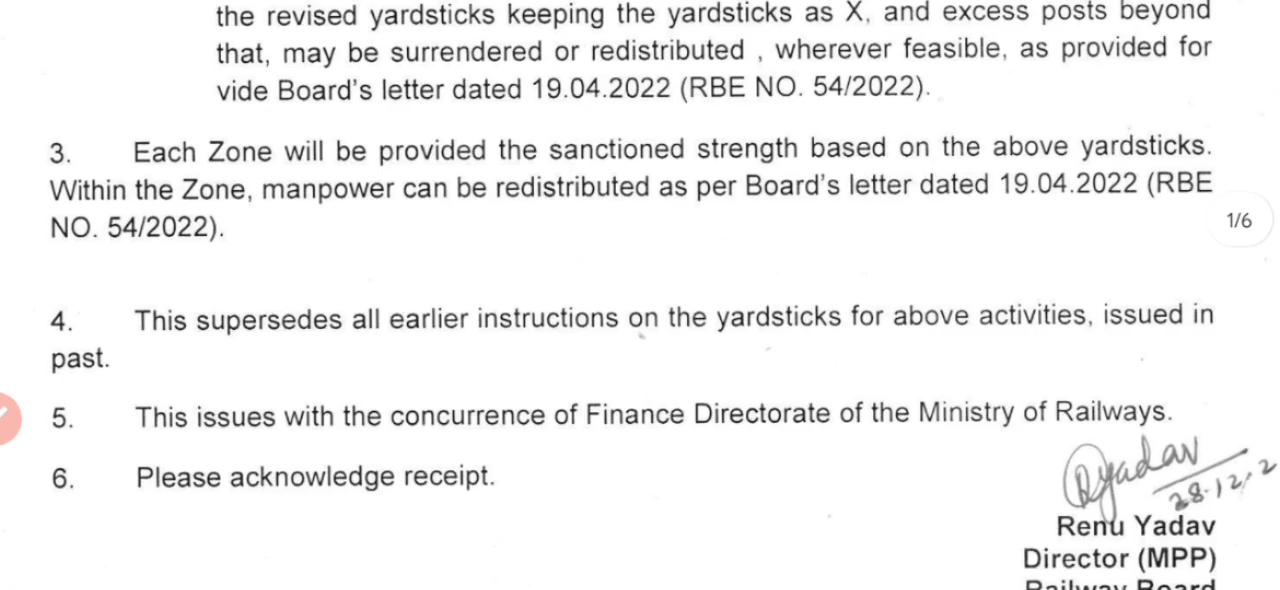 the revised yardsticks keeping the yardsticks as X, and excess posts beyond
that, may be surrendered or redistributed , wherever feasible, as provided for
vide Board's letter dated 19.04.2022 (RBE NO. 54/2022).
3. Each Zone will be provided the sanctioned strength based on the above yardsticks.
Within the Zone, manpower can be redistributed as per Board's letter dated 19.04.2022 (RBE
NO. 54/2022).
1/6
4. This supersedes all earlier instructions on the yardsticks for above activities, issued in
past.
5. This issues with the concurrence of Finance Directorate of the Ministry of Railways.
6. Please acknowledge receipt.
RYadav
28.12.2
Renu Yadav
Director (MPP)
Railway Board